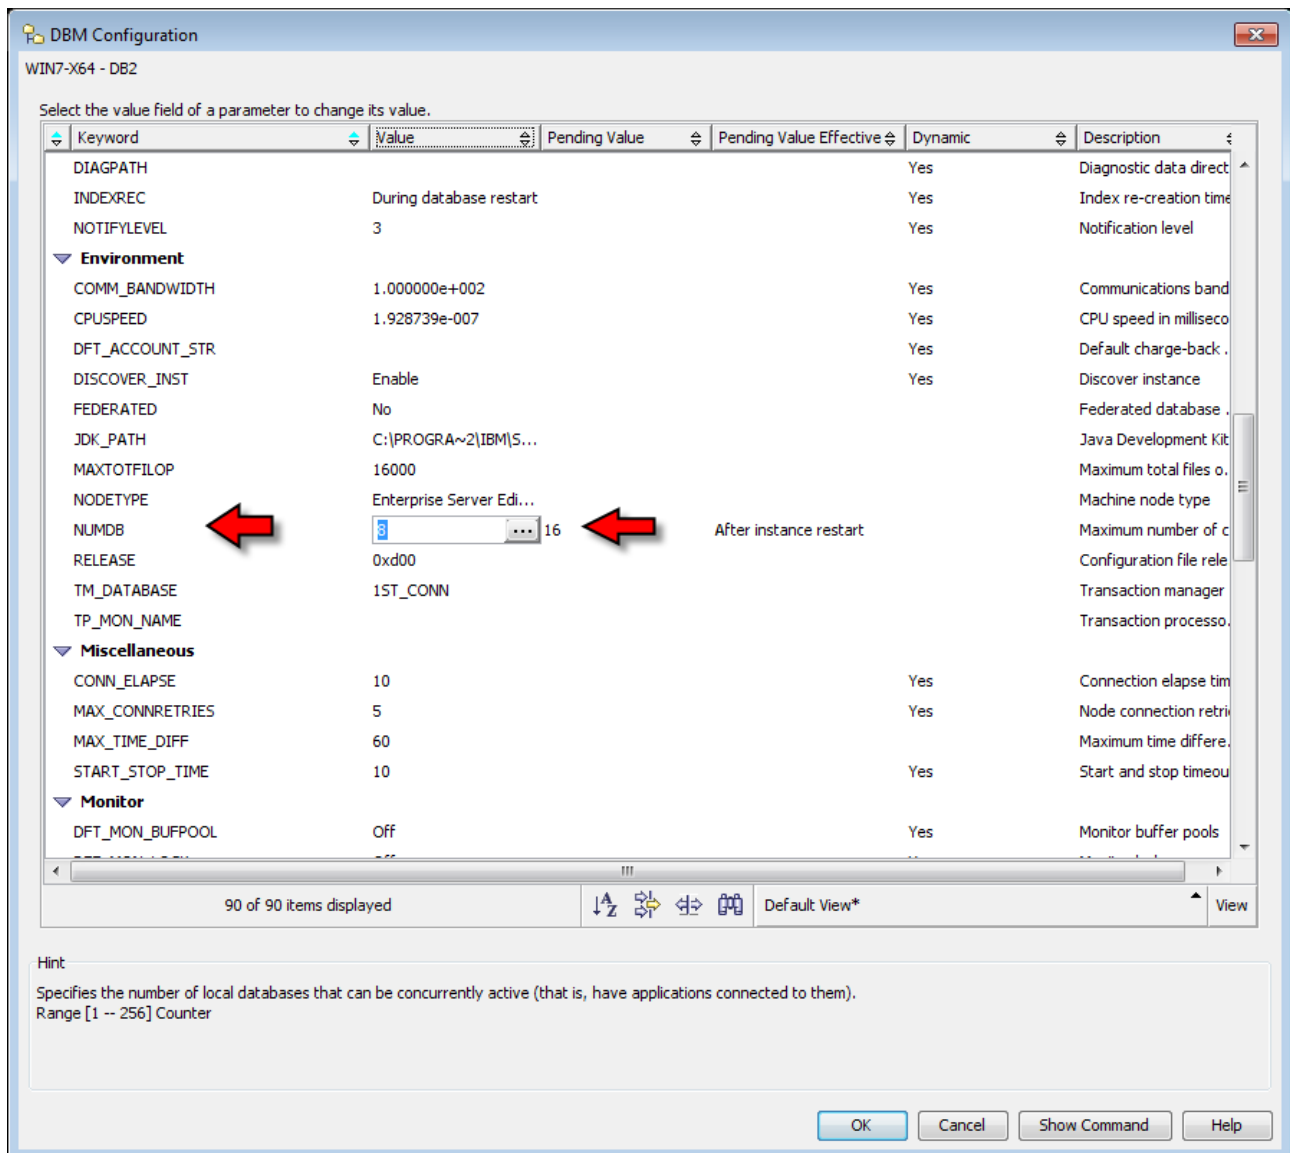 DBM Configuration
WIN7-X64 - DB2
Select the value field of a parameter to change its value.
Keyword Value Pending Value Pending Value Effective Dynamic Description
DIAGPATH Yes Diagnostic data direct
INDEXREC During database restart Yes Index re-creation time
NOTIFYLEVEL 3 Yes Notification level
Environment
COMM_BANDWIDTH 1.000000e+002 Yes Communications band
CPUSPEED 1.928739e-007 Yes CPU speed in milliseco
DFT_ACCOUNT_STR Yes Default charge-back .
DISCOVER_INST Enable Yes Discover instance
FEDERATED No Federated database .
JDK_PATH C:\PROGRA~2\IBM\S... Java Development Kit
MAXTOTFILOP 16000 Maximum total files o.
NODETYPE Enterprise Server Edi... Machine node type
NUMDB 8 ... 16 After instance restart Maximum number of c
RELEASE 0xd00 Configuration file rele
TM_DATABASE 1ST_CONN Transaction manager
TP_MON_NAME Transaction processo.
Miscellaneous
CONN_ELAPSE 10 Yes Connection elapse tim
MAX_CONNRETRIES 5 Yes Node connection retri
MAX_TIME_DIFF 60 Maximum time differe.
START_STOP_TIME 10 Yes Start and stop timeou
Monitor
DFT_MON_BUFPOOL Off Yes Monitor buffer pools
90 of 90 items displayed Default View* View
Hint
Specifies the number of local databases that can be concurrently active (that is, have applications connected to them).
Range [1 -- 256] Counter
OK Cancel Show Command Help